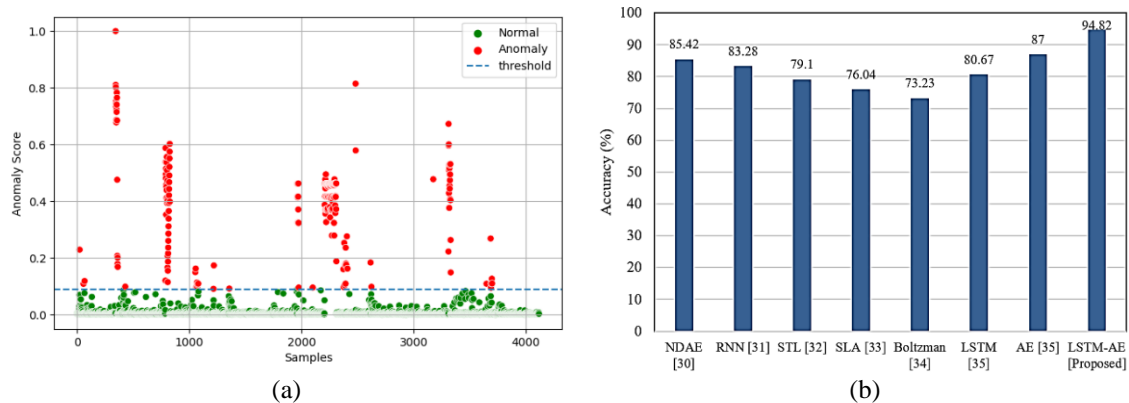 1.0
0.8
0.6
0.4
0.2
0.0
Anomaly Score
0
1000
2000
3000
4000
Samples
Normal
Anomaly
threshold
(a)
100
90
80
70
60
50
40
30
20
10
0
Accuracy (%)
85.42
83.28
79.1
76.04
73.23
80.67
87
94.82
NDAE
[30]
RNN [31]
STL [32]
SLA [33]
Boltzman
[34]
LSTM
[35]
AE [35]
LSTM-AE
[Proposed]
(b)